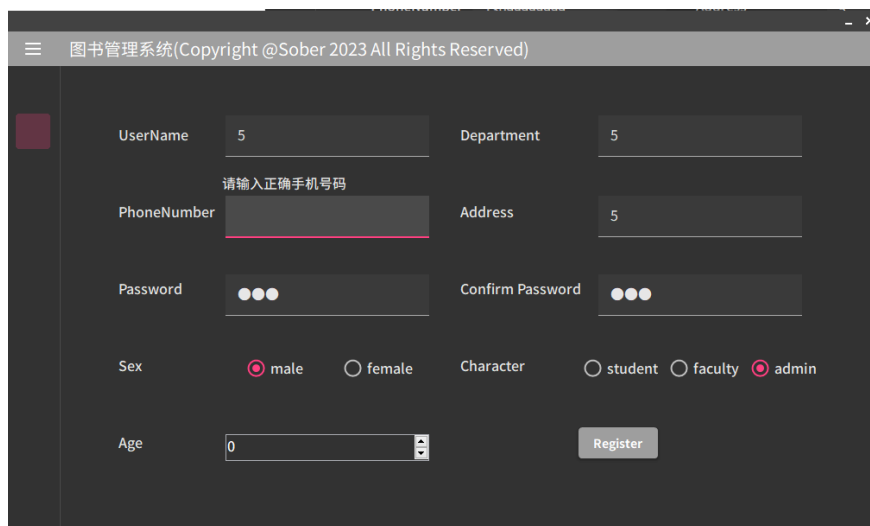 图书管理系统(Copyright @Sober 2023 All Rights Reserved)
UserName 5 Department 5
请输入正确手机号码
PhoneNumber Address 5
Password ●●● Confirm Password ●●●
Sex male female Character student faculty admin
Age 0 Register